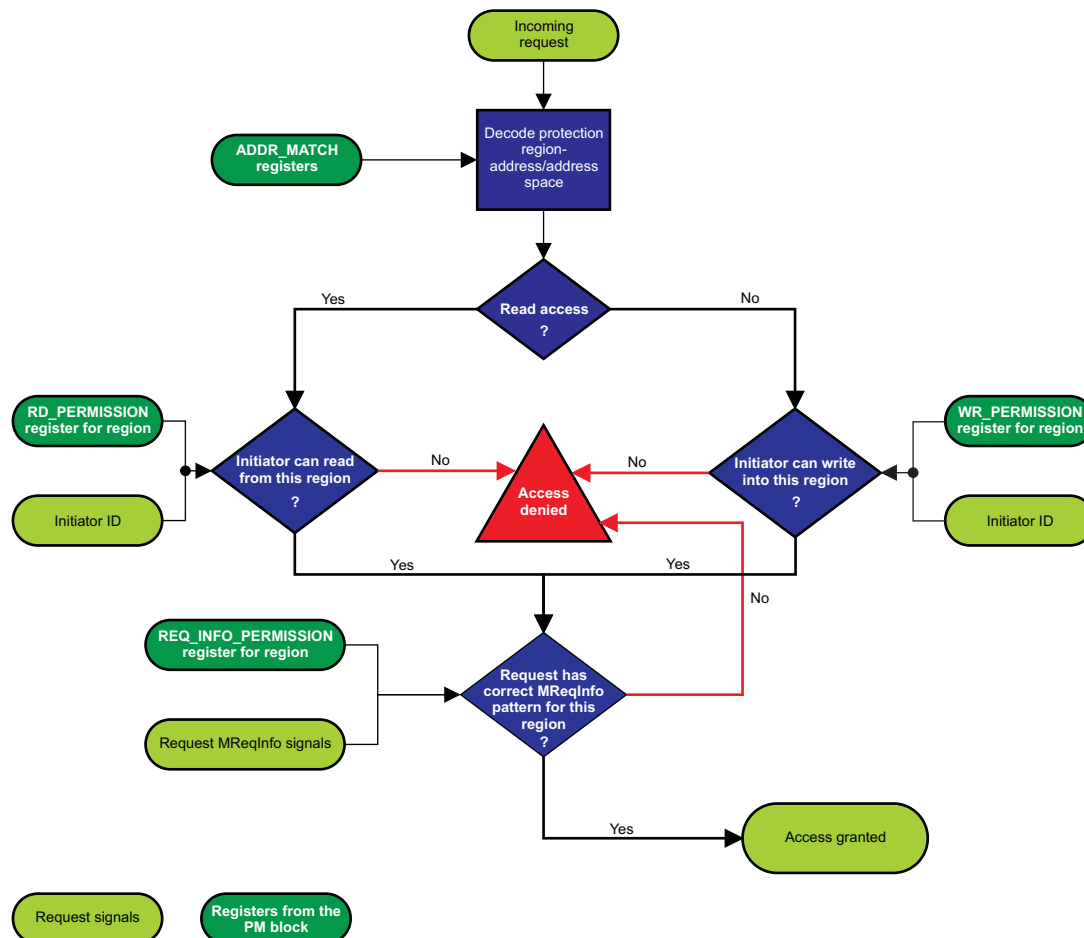 Incoming
request
ADDR_MATCH
registers
Decode protection
region-
address/address
space
Yes
No
Read access
?
RD_PERMISSION
register for region
WR_PERMISSION
register for region
Initiator can read
from this region
?
No
Access
denied
No
Initiator can write
into this region
?
Initiator ID
Initiator ID
Yes
Yes
No
REQ_INFO_PERMISSION
register for region
Request has
correct MReqInfo
pattern for this
region
?
Request MReqInfo signals
Yes
Access granted
Request signals
Registers from the
PM block